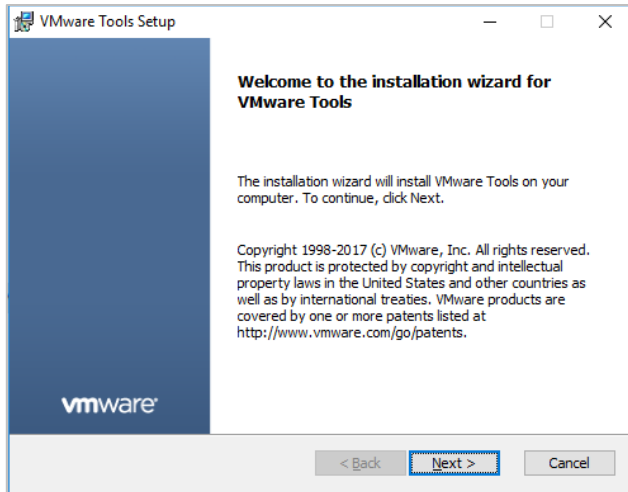 VMware Tools Setup
Welcome to the installation wizard for
VMware Tools
The installation wizard will install VMware Tools on your
computer. To continue, click Next.
Copyright 1998-2017 (c) VMware, Inc. All rights reserved.
This product is protected by copyright and intellectual
property laws in the United States and other countries as
well as by international treaties. VMware products are
covered by one or more patents listed at
http://www.vmware.com/go/patents.
vmware
< Back Next > Cancel